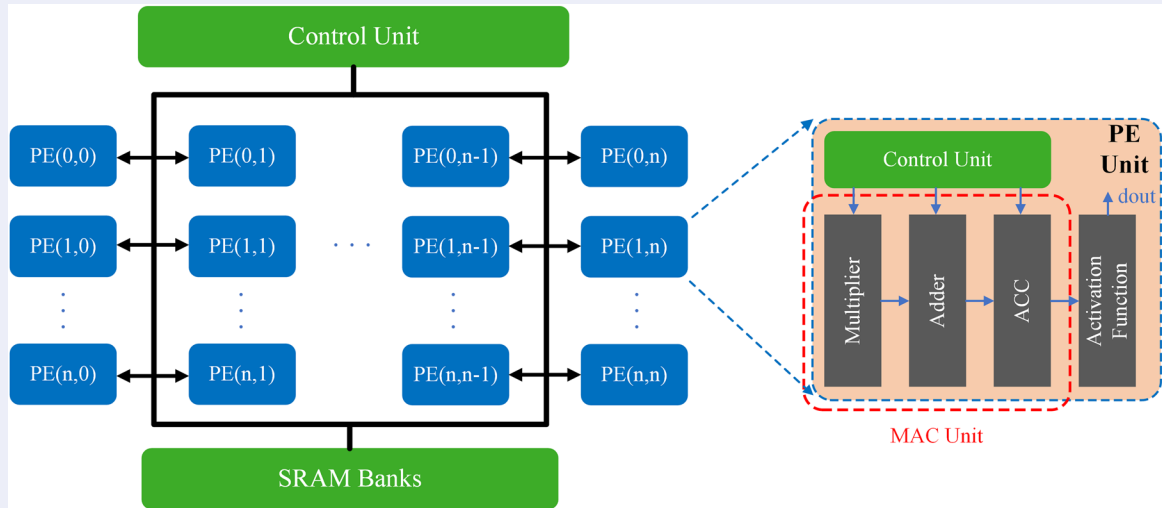 Control Unit
PE(0,0) PE(0,1) PE(0,n-1) PE(0,n)
PE(1,0) PE(1,1) . . . PE(1,n-1) PE(1,n)
PE(n,0) PE(n,1) PE(n,n-1) PE(n,n)
SRAM Banks
PE
Unit
Control Unit
dout
Multiplier
Adder
ACC
Activation
Function
MAC Unit